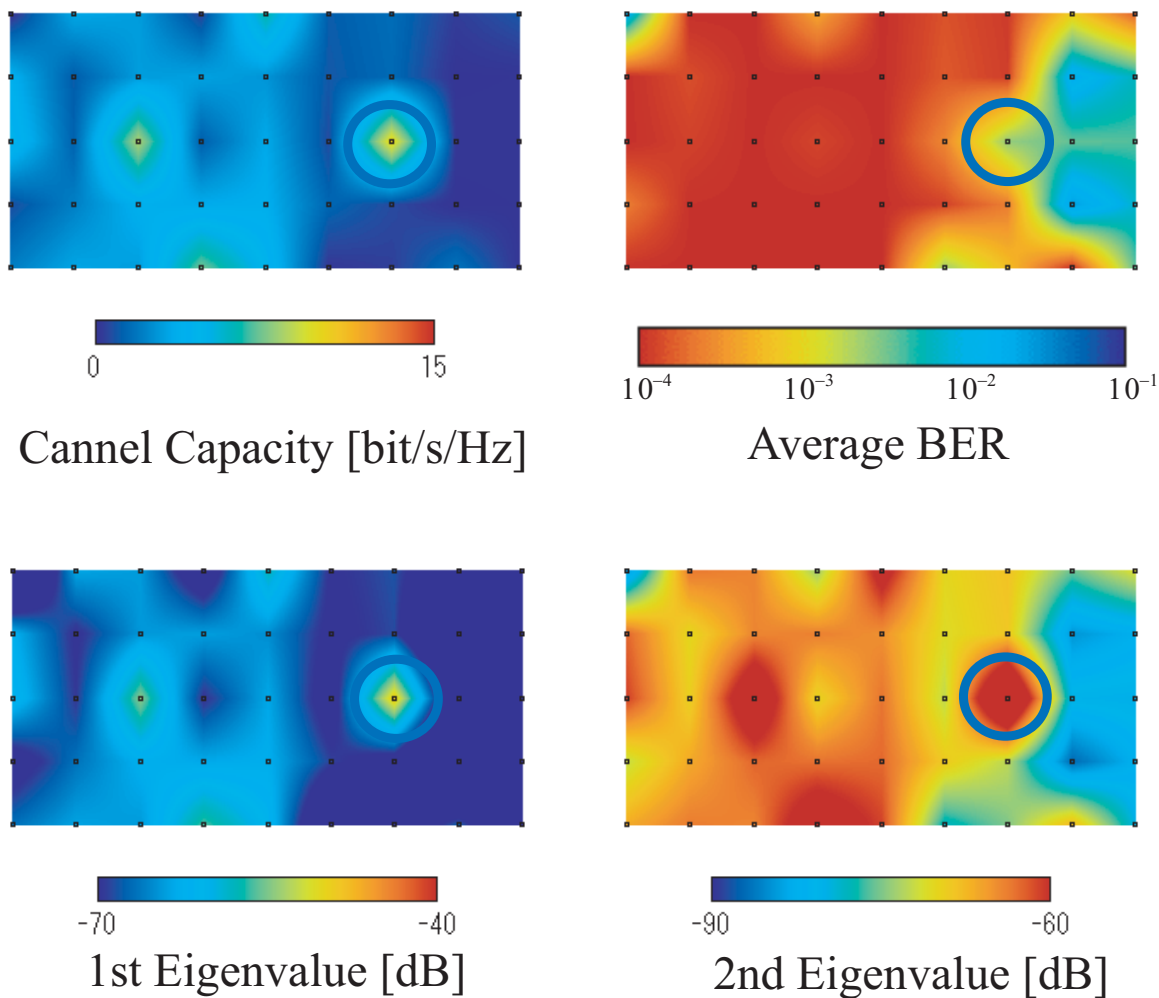 0 15
10⁻⁴ 10⁻³ 10⁻² 10⁻¹
Cannel Capacity [bit/s/Hz]
Average BER
-70 -40
-90 -60
1st Eigenvalue [dB]
2nd Eigenvalue [dB]